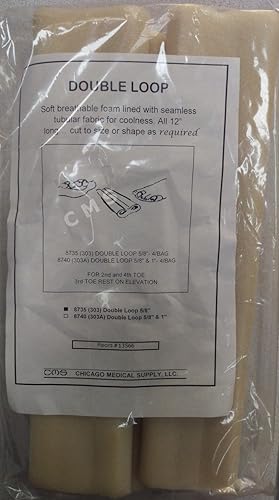 DOUBLE LOOP
Soft breathable foam lined with seamless
tubular fabric for coolness. All 12"
long... cut to size or shape as required
CMS
8735 (303) DOUBLE LOOP 5/8"- 4/BAG
8740 (303A) DOUBLE LOOP 5/8" & 1"- 4/BAG
FOR 2nd and 4th TOE
3rd TOE REST ON ELEVATION
8735 (303) Double Loop 5/8"
8740 (303A) Double Loop 5/8" & 1"
#13566
CMS CHICAGO MEDICAL SUPPLY, LLC.